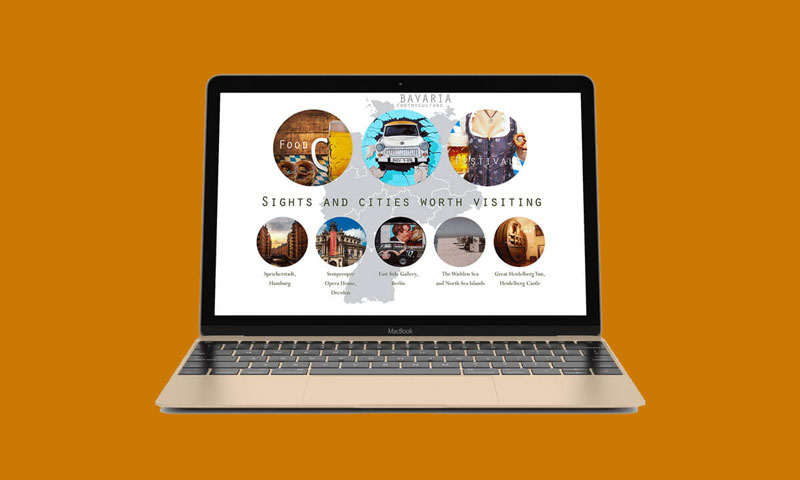 BAVARIA
FOOD
C
FESTIVAL
SIGHTS AND CITIES WORTH VISITING
Speicherstadt,
Hamburg
Semperoper
Opera House,
Dresden
East Side Gallery,
Berlin
The Wadden Sea
and North Sea Islands
Great Heidelberg Tun,
Heidelberg Castle
MacBook